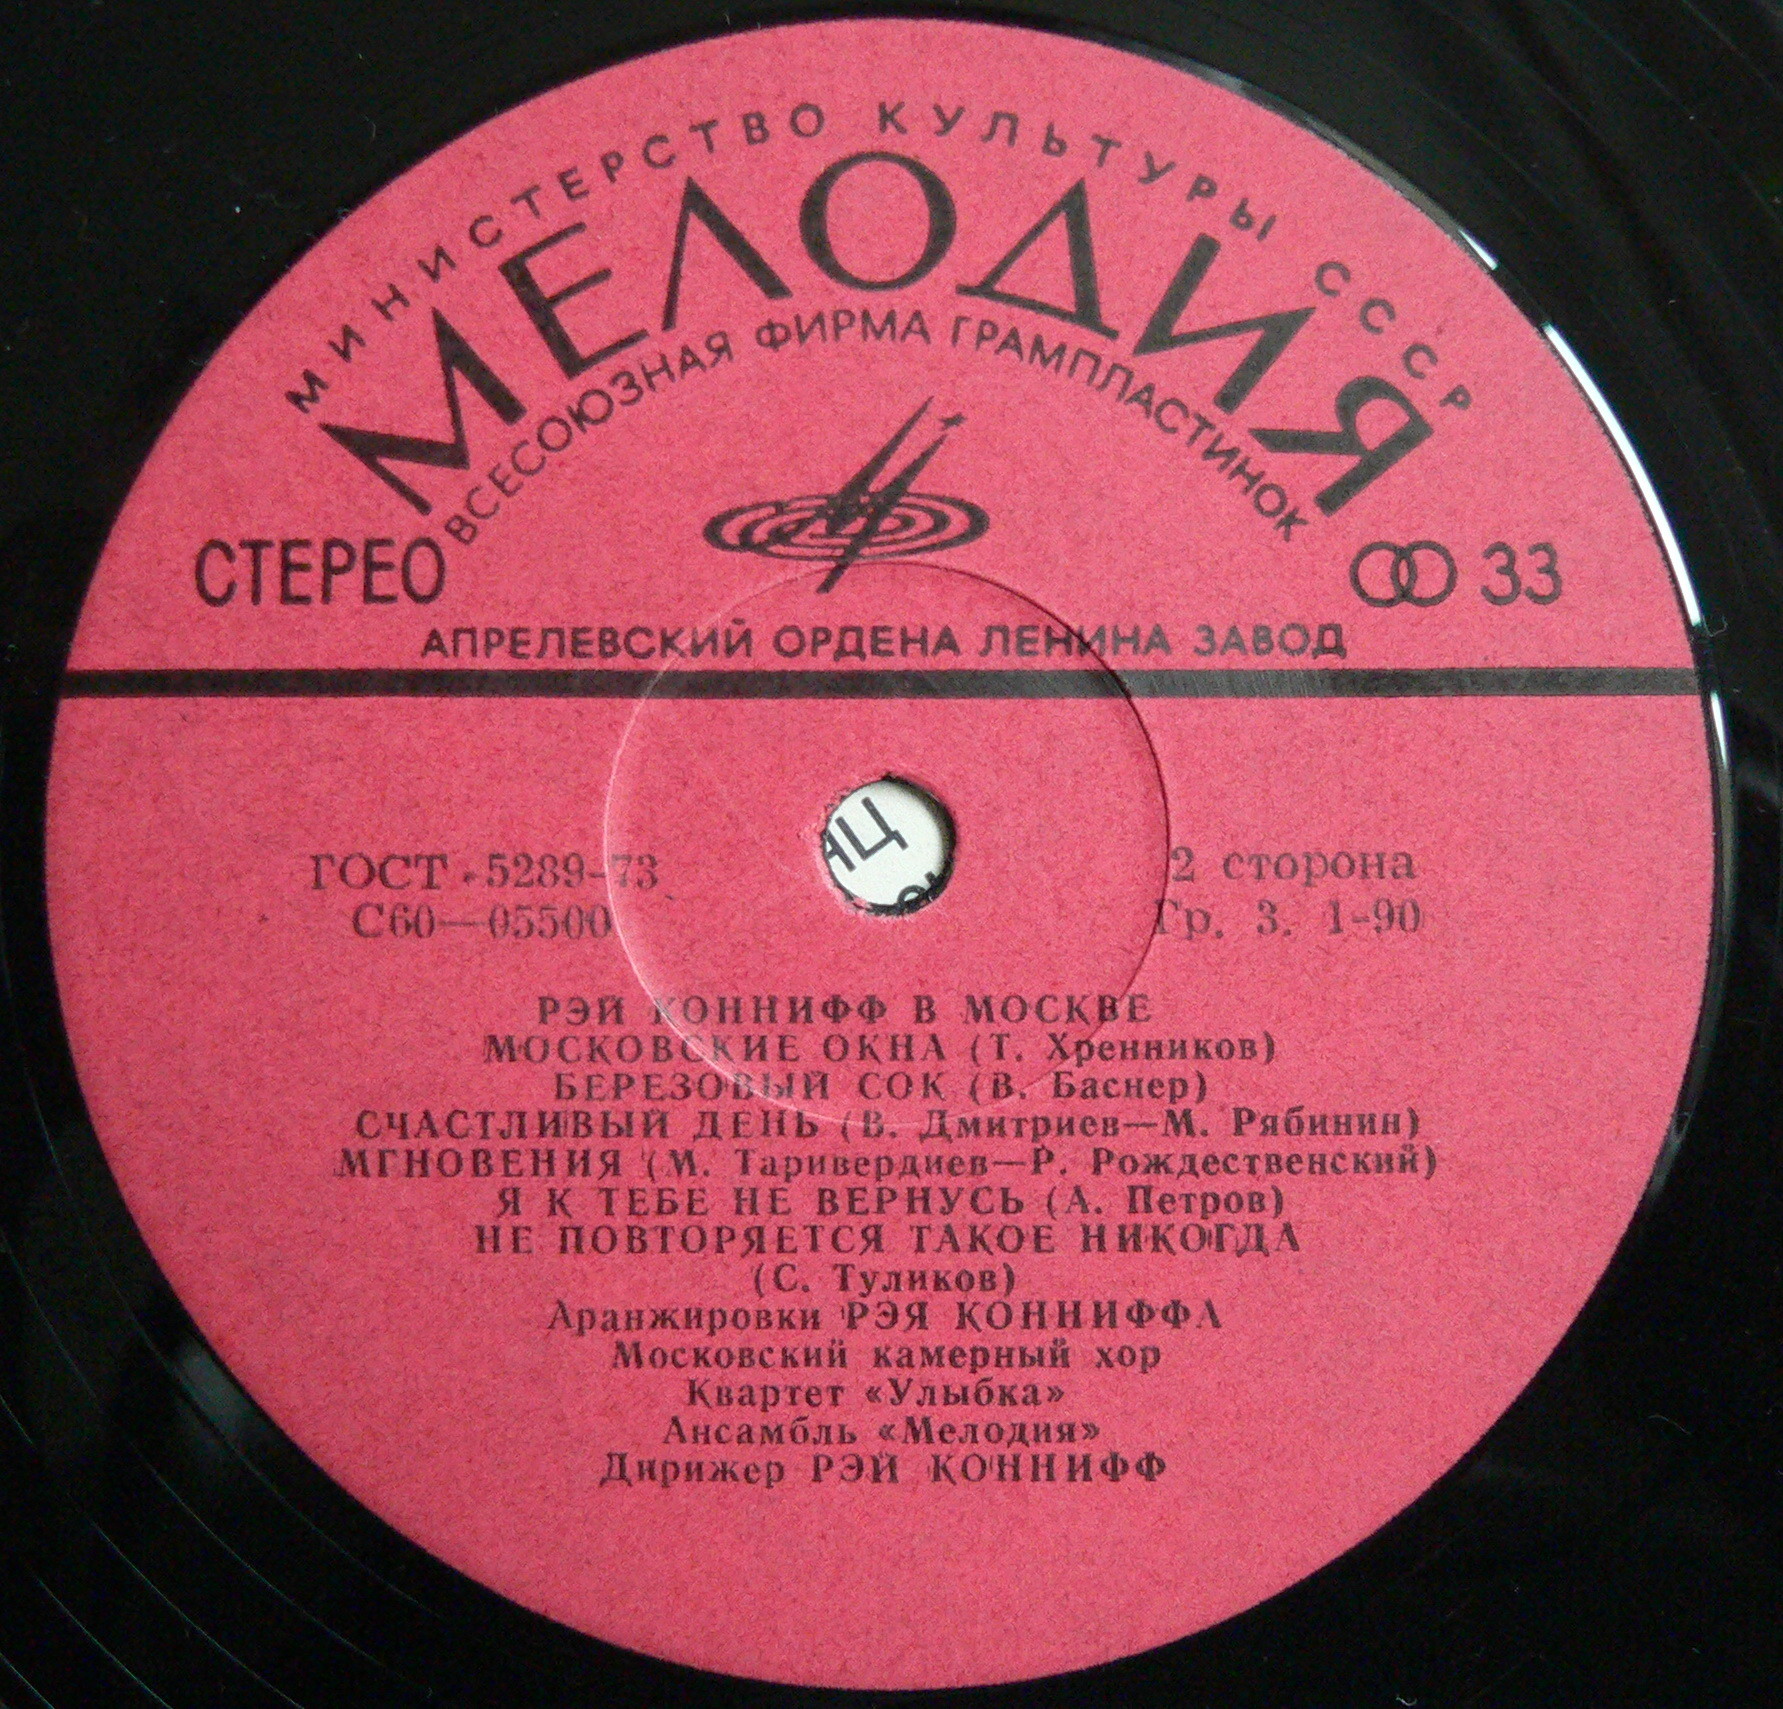 МИНИСТЕРСТВО КУЛЬТУРЫ СССР
МЕЛОДИЯ
ВСЕСОЮЗНАЯ ФИРМА ГРАМПЛАСТИНОК
СТЕРЕО
33
АПРЕЛЕВСКИЙ ОРДЕНА ЛЕНИНА ЗАВОД
ГОСТ 5289-73
2 сторона
С60—05500
Гр. 3. 1-90
РЭЙ КОННИФФ В МОСКВЕ
МОСКОВСКИЕ ОКНА (Т. Хренников)
БЕРЕЗОВЫЙ СОК (В. Баснер)
СЧАСТЛИВЫЙ ДЕНЬ (В. Дмитриев—М. Рябинин)
МГНОВЕНИЯ (М. Таривердиев—Р. Рождественский)
Я К ТЕБЕ НЕ ВЕРНУСЬ (А. Петров)
НЕ ПОВТОРЯЕТСЯ ТАКОЕ НИКОГДА
(С. Туликов)
Аранжировки РЭЯ КОННИФФА
Московский камерный хор
Квартет «Улыбка»
Ансамбль «Мелодия»
Дирижер РЭЙ КОННИФФ